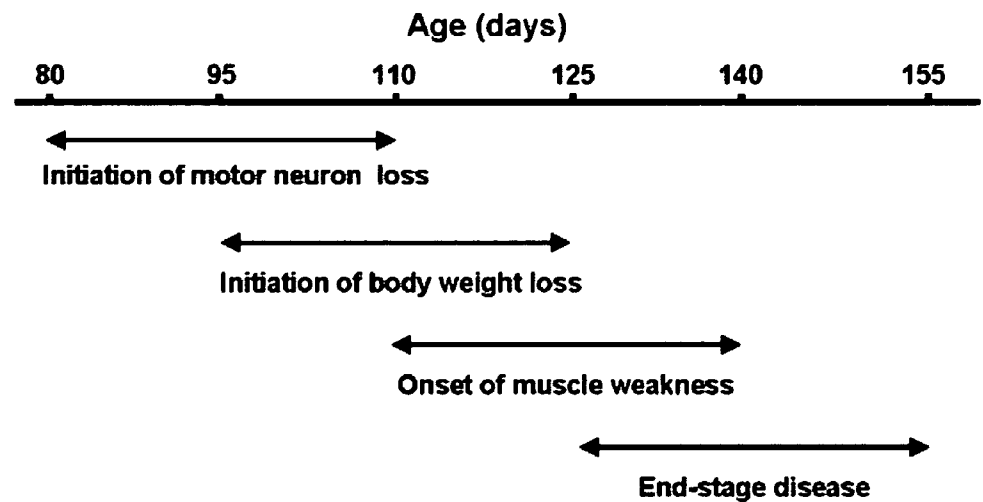 Age (days)
80 95 110 125 140 155
Initiation of motor neuron loss
Initiation of body weight loss
Onset of muscle weakness
End-stage disease